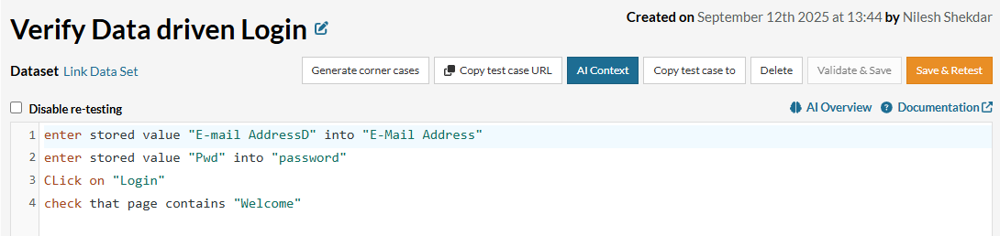 Verify Data driven Login
Created on September 12th 2025 at 13:44 by Nilesh Shekdar
Dataset Link Data Set
Generate corner cases
Copy test case URL
AI Context
Copy test case to
Delete
Validate & Save
Save & Retest
Disable re-testing
AI Overview
Documentation
1 enter stored value "E-mail AddressD" into "E-Mail Address"
2 enter stored value "Pwd" into "password"
3 CLick on "Login"
4 check that page contains "Welcome"